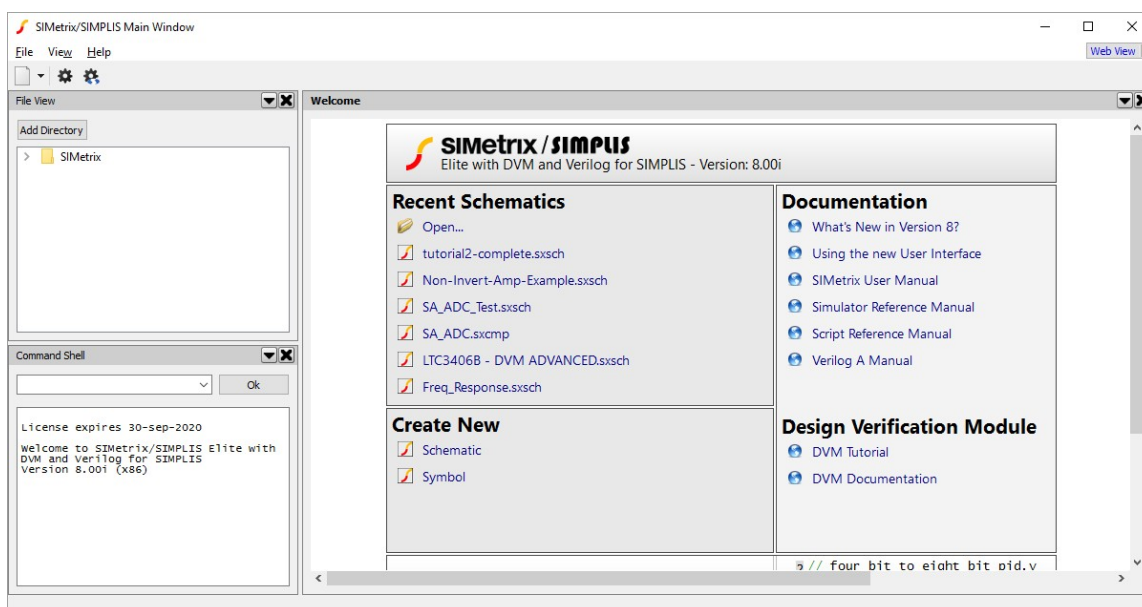 SIMetrix/SIMPLIS Main Window
File View Help
Web View
File View
Add Directory
SIMetrix
Command Shell
Ok
License expires 30-sep-2020
Welcome to SIMetrix/SIMPLIS Elite with
DVM and Verilog for SIMPLIS
Version 8.00i (x86)
Welcome
SIMetrix/SIMPLIS
Elite with DVM and Verilog for SIMPLIS - Version: 8.00i
Recent Schematics
Open...
tutorial2-complete.sxsch
Non-Invert-Amp-Example.sxsch
SA_ADC_Test.sxsch
SA_ADC.sxcmp
LTC3406B - DVM ADVANCED.sxsch
Freq_Response.sxsch
Documentation
What's New in Version 8?
Using the new User Interface
SIMetrix User Manual
Simulator Reference Manual
Script Reference Manual
Verilog A Manual
Create New
Schematic
Symbol
Design Verification Module
DVM Tutorial
DVM Documentation
// four bit to eight bit pid.v